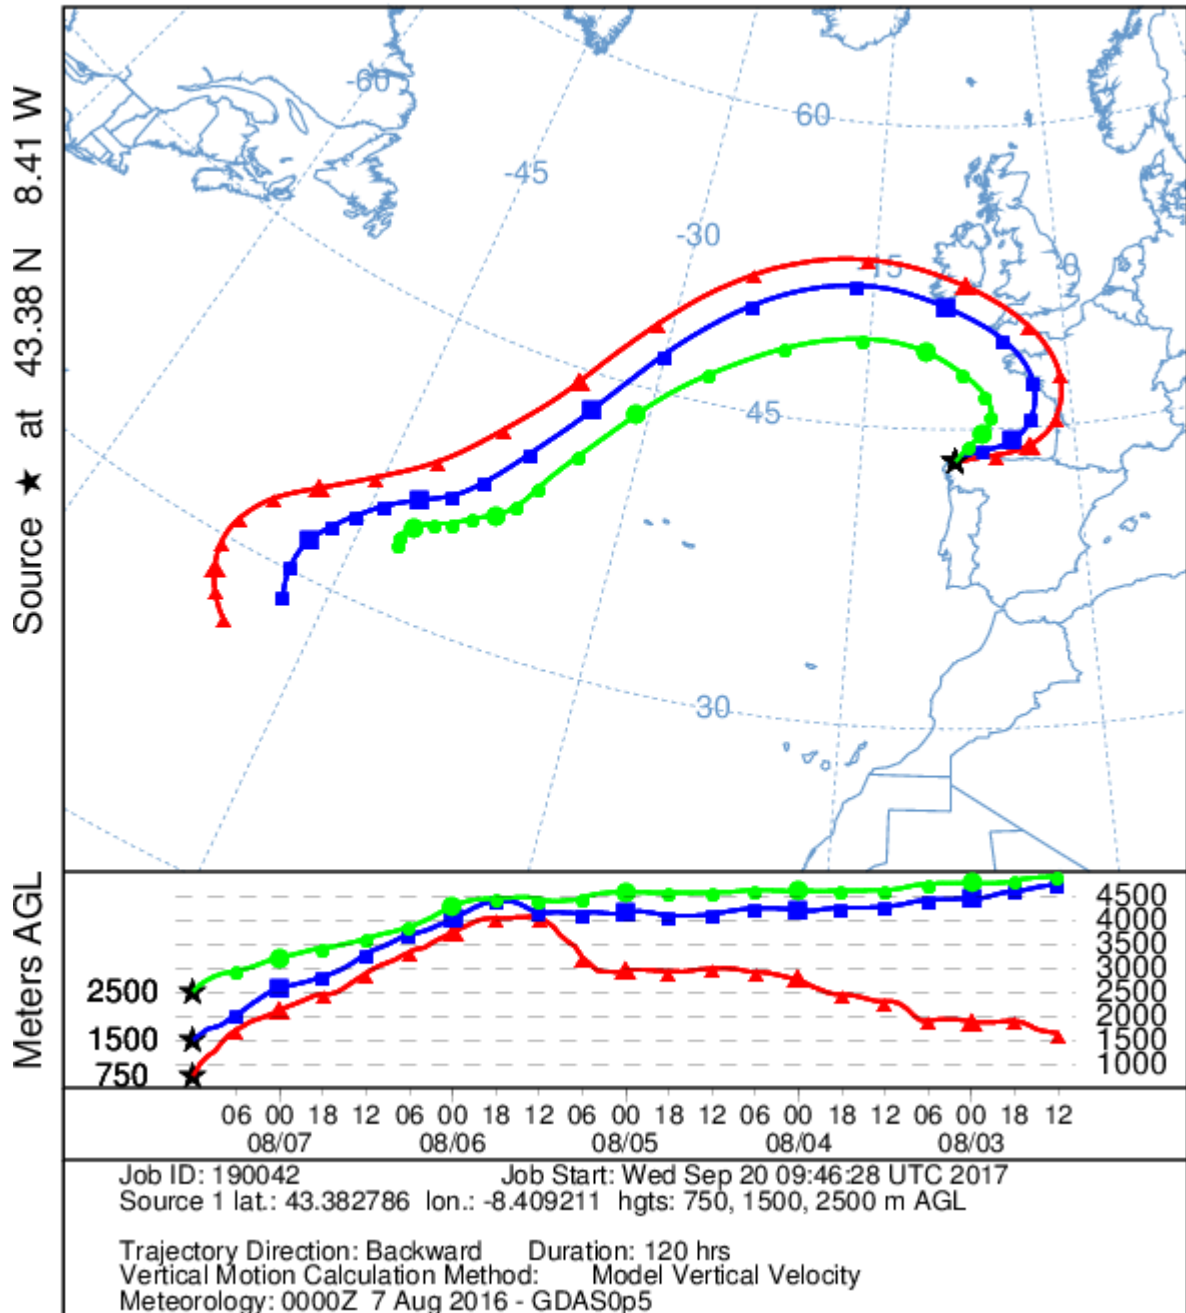 Source ★ at 43.38 N 8.41 W
-60
60
-45
-30
-15
-0
45
30
Meters AGL
4500
4000
3500
3000
2500 2500
2000
1500 1500
1000
750
06 00 18 12 06 00 18 12 06 00 18 12 06 00 18 12 06 00 18 12
08/07 08/06 08/05 08/04 08/03
Job ID: 190042 Job Start: Wed Sep 20 09:46:28 UTC 2017
Source 1 lat.: 43.382786 lon.: -8.409211 hgts: 750, 1500, 2500 m AGL
Trajectory Direction: Backward Duration: 120 hrs
Vertical Motion Calculation Method: Model Vertical Velocity
Meteorology: 0000Z 7 Aug 2016 - GDAS0p5